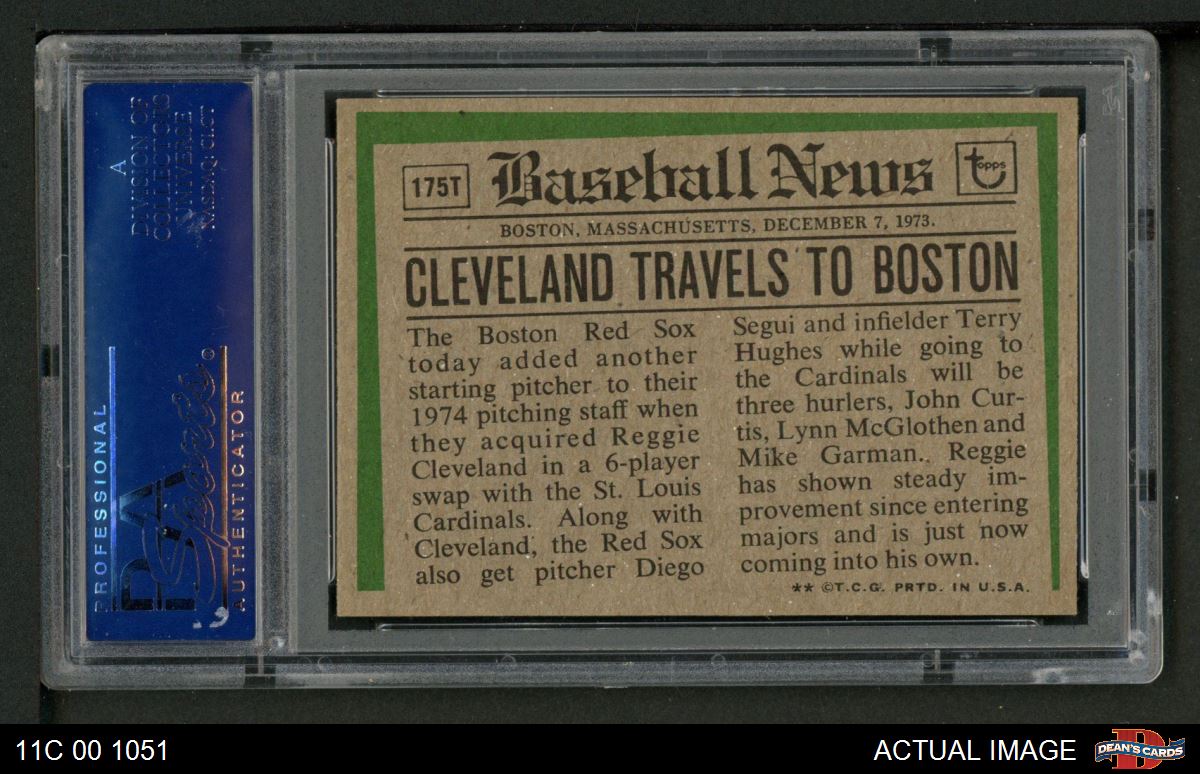 A
DIVISION OF
COLLECTORS
UNIVERSE
NASDAQ: CLCT
PROFESSIONAL
PSA
Sports
AUTHENTICATOR
175T
Baseball News
topps
BOSTON, MASSACHUSETTS, DECEMBER 7, 1973.
CLEVELAND TRAVELS TO BOSTON
The Boston Red Sox
today added another
starting pitcher to their
1974 pitching staff when
they acquired Reggie
Cleveland in a 6-player
swap with the St. Louis
Cardinals. Along with
Cleveland, the Red Sox
also get pitcher Diego
Segui and infielder Terry
Hughes while going to
the Cardinals will be
three hurlers, John Cur-
tis, Lynn McGlothen and
Mike Garman. Reggie
has shown steady im-
provement since entering
majors and is just now
coming into his own.
** ©T.C.G. PRTD. IN U.S.A.
11C 00 1051
ACTUAL IMAGE
DEAN'S CARDS